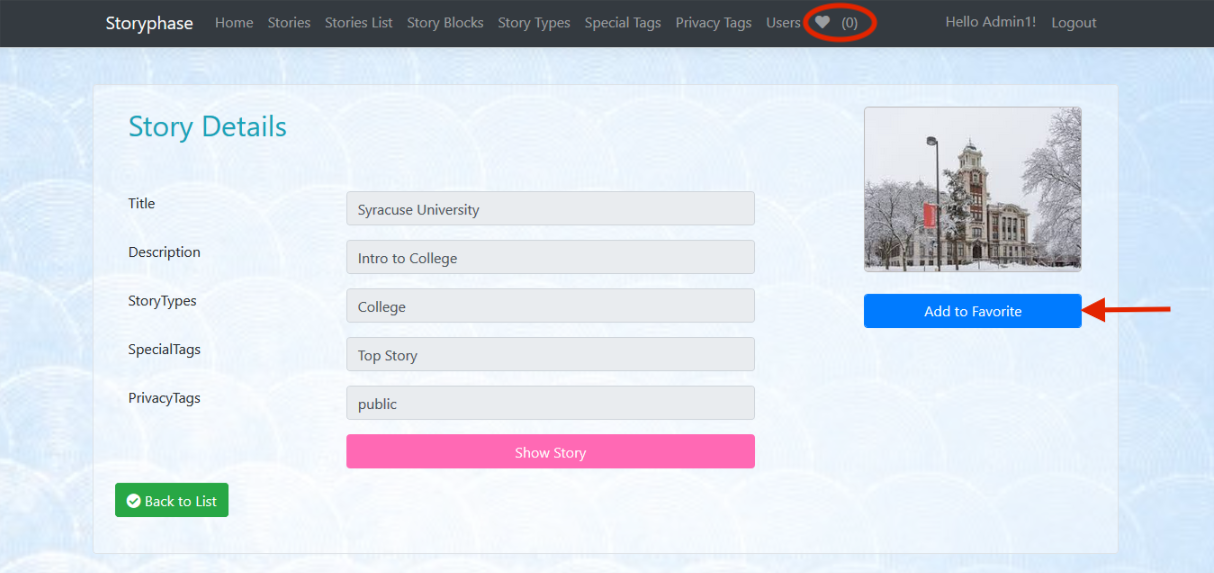 Storyphase Home Stories Stories List Story Blocks Story Types Special Tags Privacy Tags Users (0) Hello Admin1! Logout
Story Details
Title Syracuse University
Description Intro to College
StoryTypes College
Add to Favorite
SpecialTags Top Story
PrivacyTags public
Show Story
Back to List